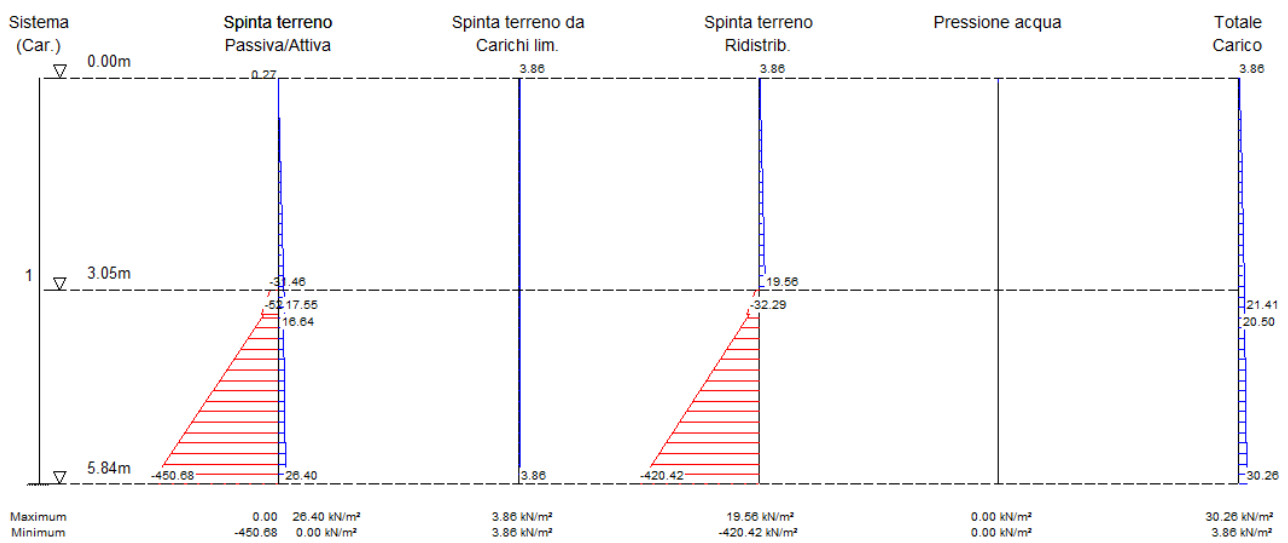 Sistema
(Car.)
Spinta terreno
Passiva/Attiva
Spinta terreno da
Carichi lim.
Spinta terreno
Ridistrib.
Pressione acqua
Totale
Carico
0.00m
0.27
3.86
3.86
3.86
1
3.05m
-31.46
19.56
17.55
-32.29
21.41
16.64
20.50
5.84m
-450.68
26.40
3.86
-420.42
30.26
Maximum 0.00 26.40 kN/m² 3.86 kN/m² 19.56 kN/m² 0.00 kN/m² 30.26 kN/m²
Minimum -450.68 0.00 kN/m² 3.86 kN/m² -420.42 kN/m² 0.00 kN/m² 3.86 kN/m²